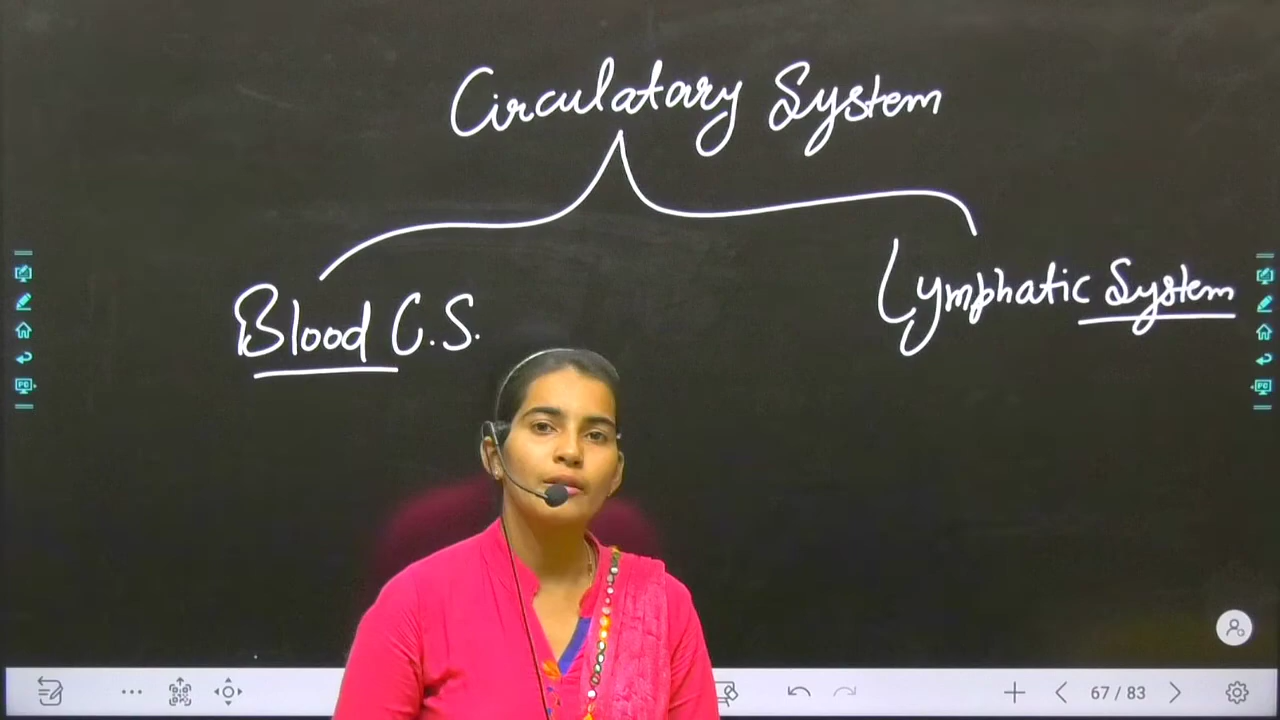 Circulatary System
Blood C.S.
Lymphatic System
67 / 83